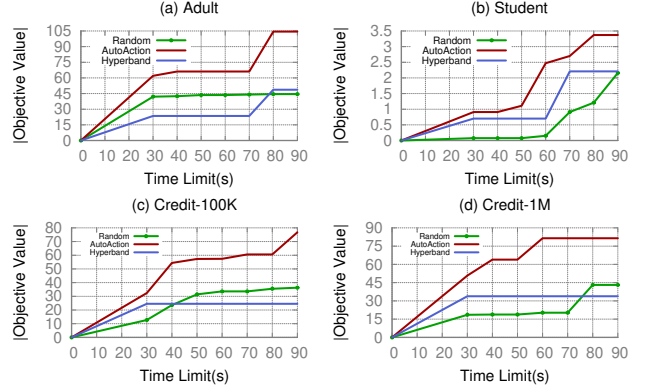 (a) Adult
|Objective Value|
105
90
75
60
45
30
15
0
Random
AutoAction
Hyperband
0 10 20 30 40 50 60 70 80 90
Time Limit(s)
(b) Student
|Objective Value|
3.5
3
2.5
2
1.5
1
0.5
0
Random
AutoAction
Hyperband
0 10 20 30 40 50 60 70 80 90
Time Limit(s)
(c) Credit-100K
|Objective Value|
80
70
60
50
40
30
20
10
0
Random
AutoAction
Hyperband
0 10 20 30 40 50 60 70 80 90
Time Limit(s)
(d) Credit-1M
|Objective Value|
90
75
60
45
30
15
0
Random
AutoAction
Hyperband
0 10 20 30 40 50 60 70 80 90
Time Limit(s)